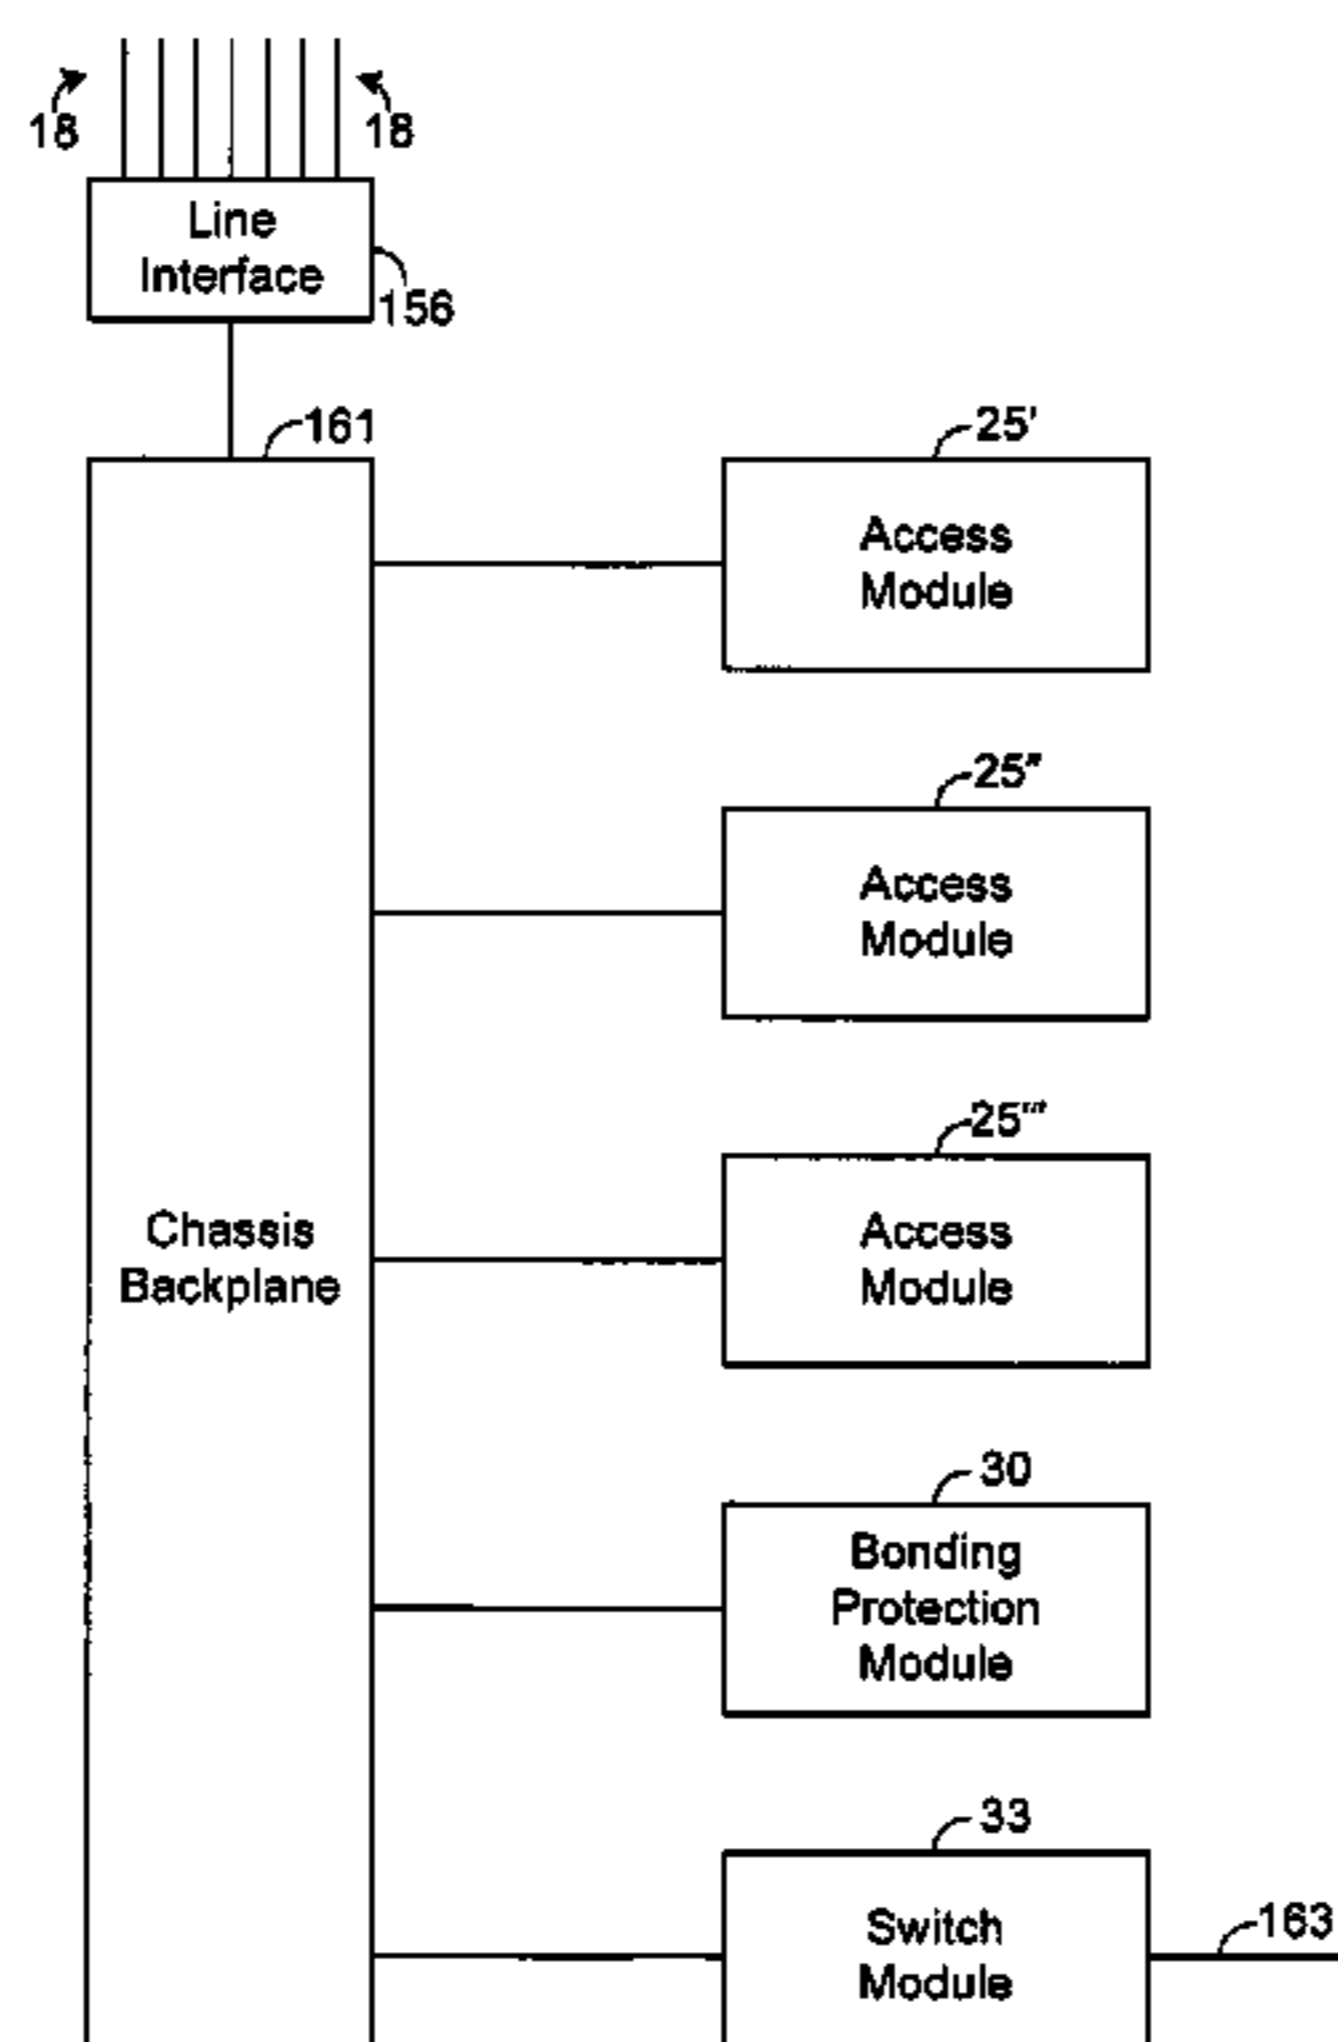 18
18
Line
Interface
156
161
25'
Access
Module
25"
Access
Module
25'"
Access
Module
Chassis
Backplane
30
Bonding
Protection
Module
33
Switch
Module
163